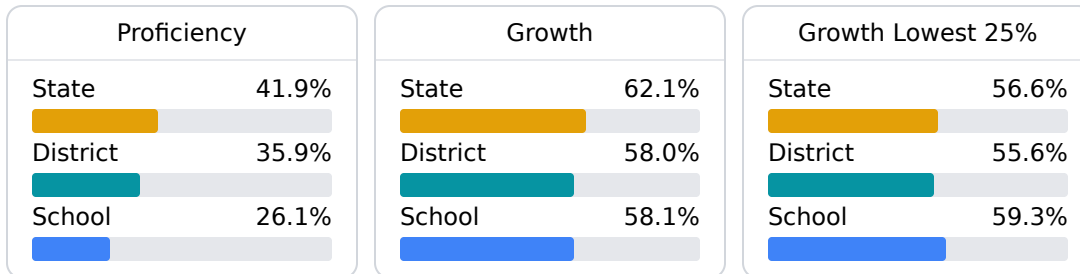 Proficiency
State 41.9%
District 35.9%
School 26.1%
Growth
State 62.1%
District 58.0%
School 58.1%
Growth Lowest 25%
State 56.6%
District 55.6%
School 59.3%